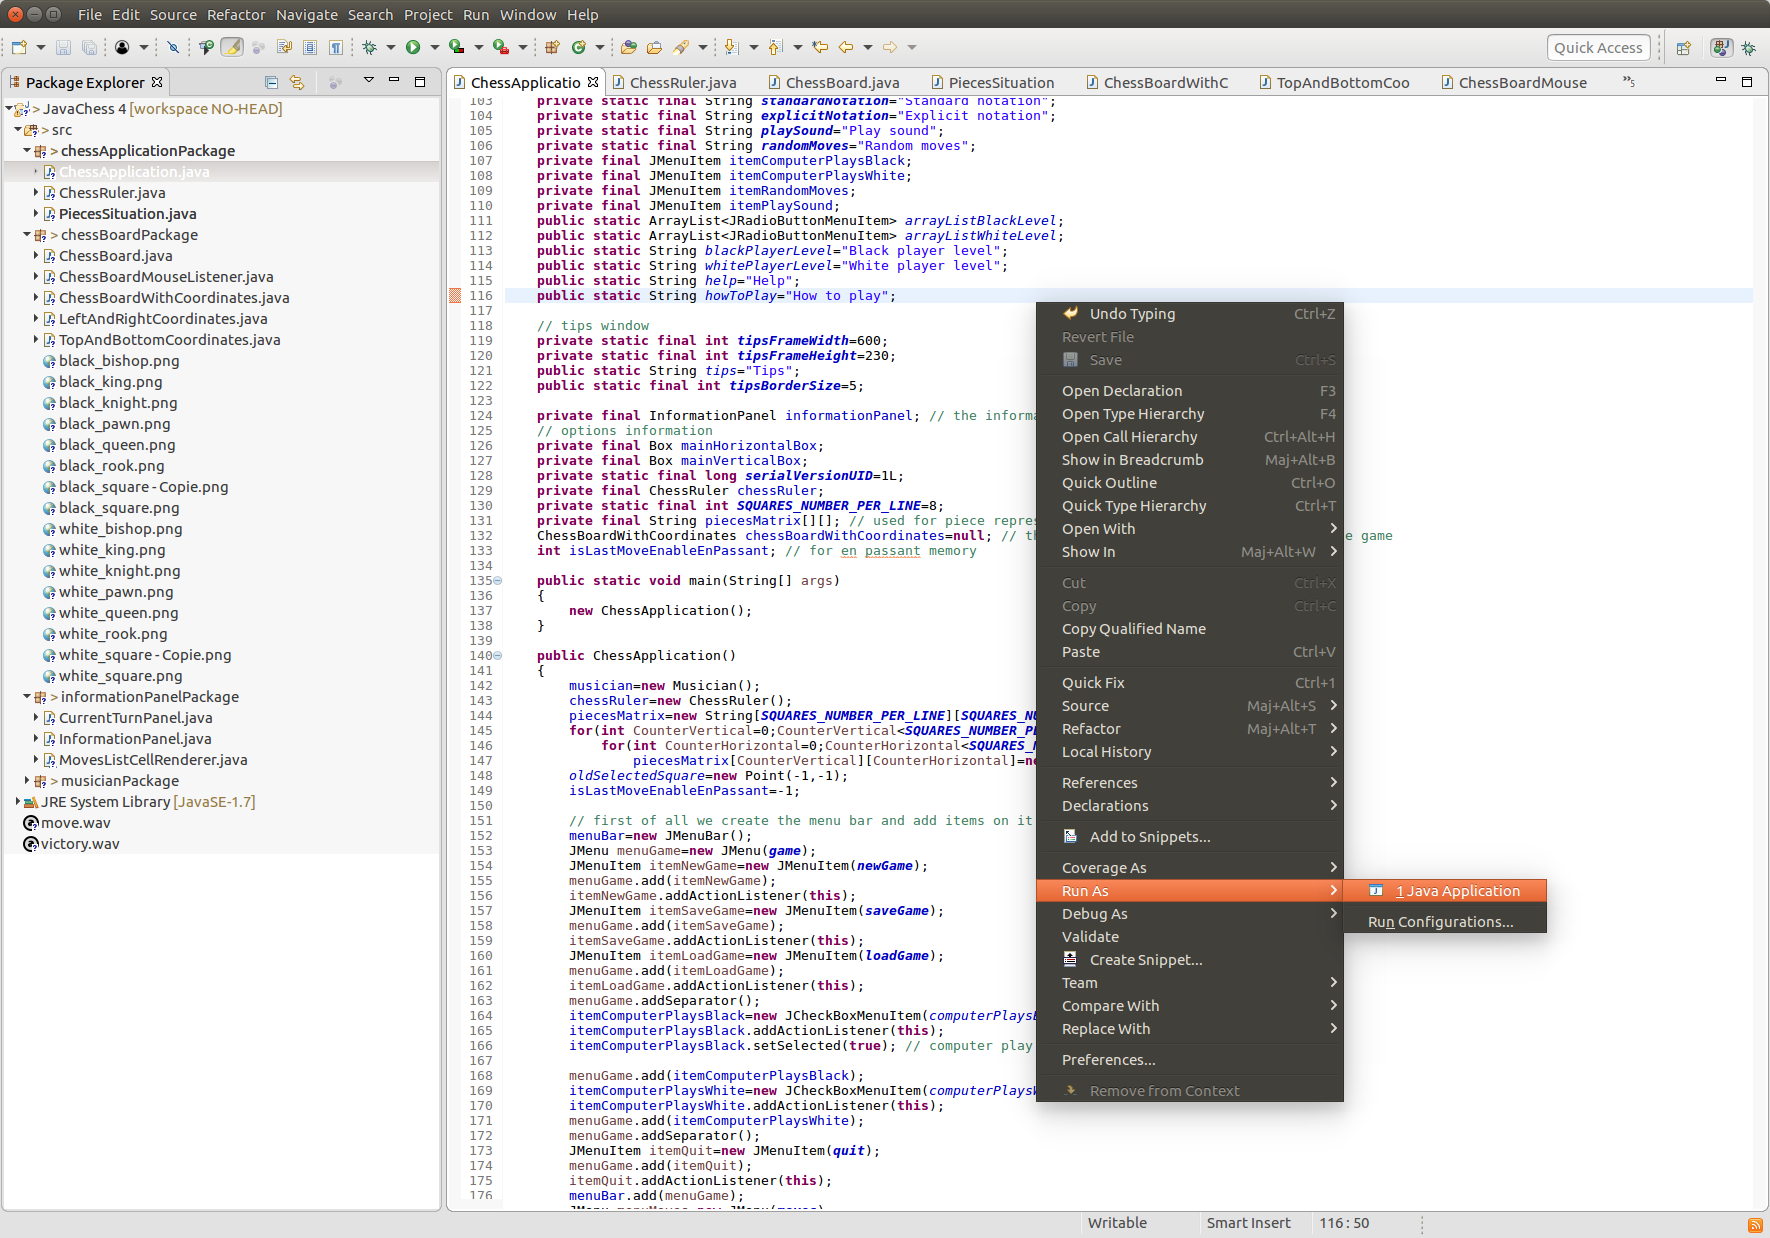 File Edit Source Refactor Navigate Search Project Run Window Help
Quick Access
Package Explorer
JavaChess 4 [workspace NO-HEAD]
> src
> chessApplicationPackage
ChessApplication.java
ChessRuler.java
PiecesSituation.java
> chessBoardPackage
ChessBoard.java
ChessBoardMouseListener.java
ChessBoardWithCoordinates.java
LeftAndRightCoordinates.java
TopAndBottomCoordinates.java
black_bishop.png
black_king.png
black_knight.png
black_pawn.png
black_queen.png
black_rook.png
black_square - Copie.png
black_square.png
white_bishop.png
white_king.png
white_knight.png
white_pawn.png
white_queen.png
white_rook.png
white_square - Copie.png
white_square.png
> informationPanelPackage
CurrentTurnPanel.java
InformationPanel.java
MovesListCellRenderer.java
> musicianPackage
JRE System Library [JavaSE-1.7]
move.wav
victory.wav
ChessApplicatio ChessRuler.java ChessBoard.java PiecesSituation ChessBoardWithC TopAndBottomCoo ChessBoardMouse »5
103 private static final String standardNotation="Standard notation";
104 private static final String explicitNotation="Explicit notation";
105 private static final String playSound="Play sound";
106 private static final String randomMoves="Random moves";
107 private final JMenuItem itemComputerPlaysBlack;
108 private final JMenuItem itemComputerPlaysWhite;
109 private final JMenuItem itemRandomMoves;
110 private final JMenuItem itemPlaySound;
111 public static ArrayList<JRadioButtonMenuItem> arrayListBlackLevel;
112 public static ArrayList<JRadioButtonMenuItem> arrayListWhiteLevel;
113 public static String blackPlayerLevel="Black player level";
114 public static String whitePlayerLevel="White player level";
115 public static String help="Help";
116 public static String howToPlay="How to play";
117
118 // tips window
119 private static final int tipsFrameWidth=600;
120 private static final int tipsFrameHeight=230;
121 public static String tips="Tips";
122 public static final int tipsBorderSize=5;
123
124 private final InformationPanel informationPanel; // the informa
125 // options information
126 private final Box mainHorizontalBox;
127 private final Box mainVerticalBox;
128 private static final long serialVersionUID=1L;
129 private final ChessRuler chessRuler;
130 private static final int SQUARES_NUMBER_PER_LINE=8;
131 private final String piecesMatrix[][]; // used for piece repres
132 ChessBoardWithCoordinates chessBoardWithCoordinates=null; // th e game
133 int isLastMoveEnableEnPassant; // for en passant memory
134
135 public static void main(String[] args)
136 {
137 new ChessApplication();
138 }
139
140 public ChessApplication()
141 {
142 musician=new Musician();
143 chessRuler=new ChessRuler();
144 piecesMatrix=new String[SQUARES_NUMBER_PER_LINE][SQUARES_NU
145 for(int CounterVertical=0;CounterVertical<SQUARES_NUMBER_PE
146 for(int CounterHorizontal=0;CounterHorizontal<SQUARES_N
147 piecesMatrix[CounterVertical][CounterHorizontal]=ne
148 oldSelectedSquare=new Point(-1,-1);
149 isLastMoveEnableEnPassant=-1;
150
151 // first of all we create the menu bar and add items on it
152 menuBar=new JMenuBar();
153 JMenu menuGame=new JMenu(game);
154 JMenuItem itemNewGame=new JMenuItem(newGame);
155 menuGame.add(itemNewGame);
156 itemNewGame.addActionListener(this);
157 JMenuItem itemSaveGame=new JMenuItem(saveGame);
158 menuGame.add(itemSaveGame);
159 itemSaveGame.addActionListener(this);
160 JMenuItem itemLoadGame=new JMenuItem(loadGame);
161 menuGame.add(itemLoadGame);
162 itemLoadGame.addActionListener(this);
163 menuGame.addSeparator();
164 itemComputerPlaysBlack=new JCheckBoxMenuItem(computerPlaysB
165 itemComputerPlaysBlack.addActionListener(this);
166 itemComputerPlaysBlack.setSelected(true); // computer play
167
168 menuGame.add(itemComputerPlaysBlack);
169 itemComputerPlaysWhite=new JCheckBoxMenuItem(computerPlaysW
170 itemComputerPlaysWhite.addActionListener(this);
171 menuGame.add(itemComputerPlaysWhite);
172 menuGame.addSeparator();
173 JMenuItem itemQuit=new JMenuItem(quit);
174 menuGame.add(itemQuit);
175 itemQuit.addActionListener(this);
176 menuBar.add(menuGame);
Undo Typing Ctrl+Z
Revert File
Save Ctrl+S
Open Declaration F3
Open Type Hierarchy F4
Open Call Hierarchy Ctrl+Alt+H
Show in Breadcrumb Maj+Alt+B
Quick Outline Ctrl+O
Quick Type Hierarchy Ctrl+T
Open With
Show In Maj+Alt+W
Cut Ctrl+X
Copy Ctrl+C
Copy Qualified Name
Paste Ctrl+V
Quick Fix Ctrl+1
Source Maj+Alt+S
Refactor Maj+Alt+T
Local History
References
Declarations
Add to Snippets...
Coverage As
Run As
Debug As
Validate
Create Snippet...
Team
Compare With
Replace With
Preferences...
Remove from Context
1 Java Application
Run Configurations...
Writable Smart Insert 116 : 50